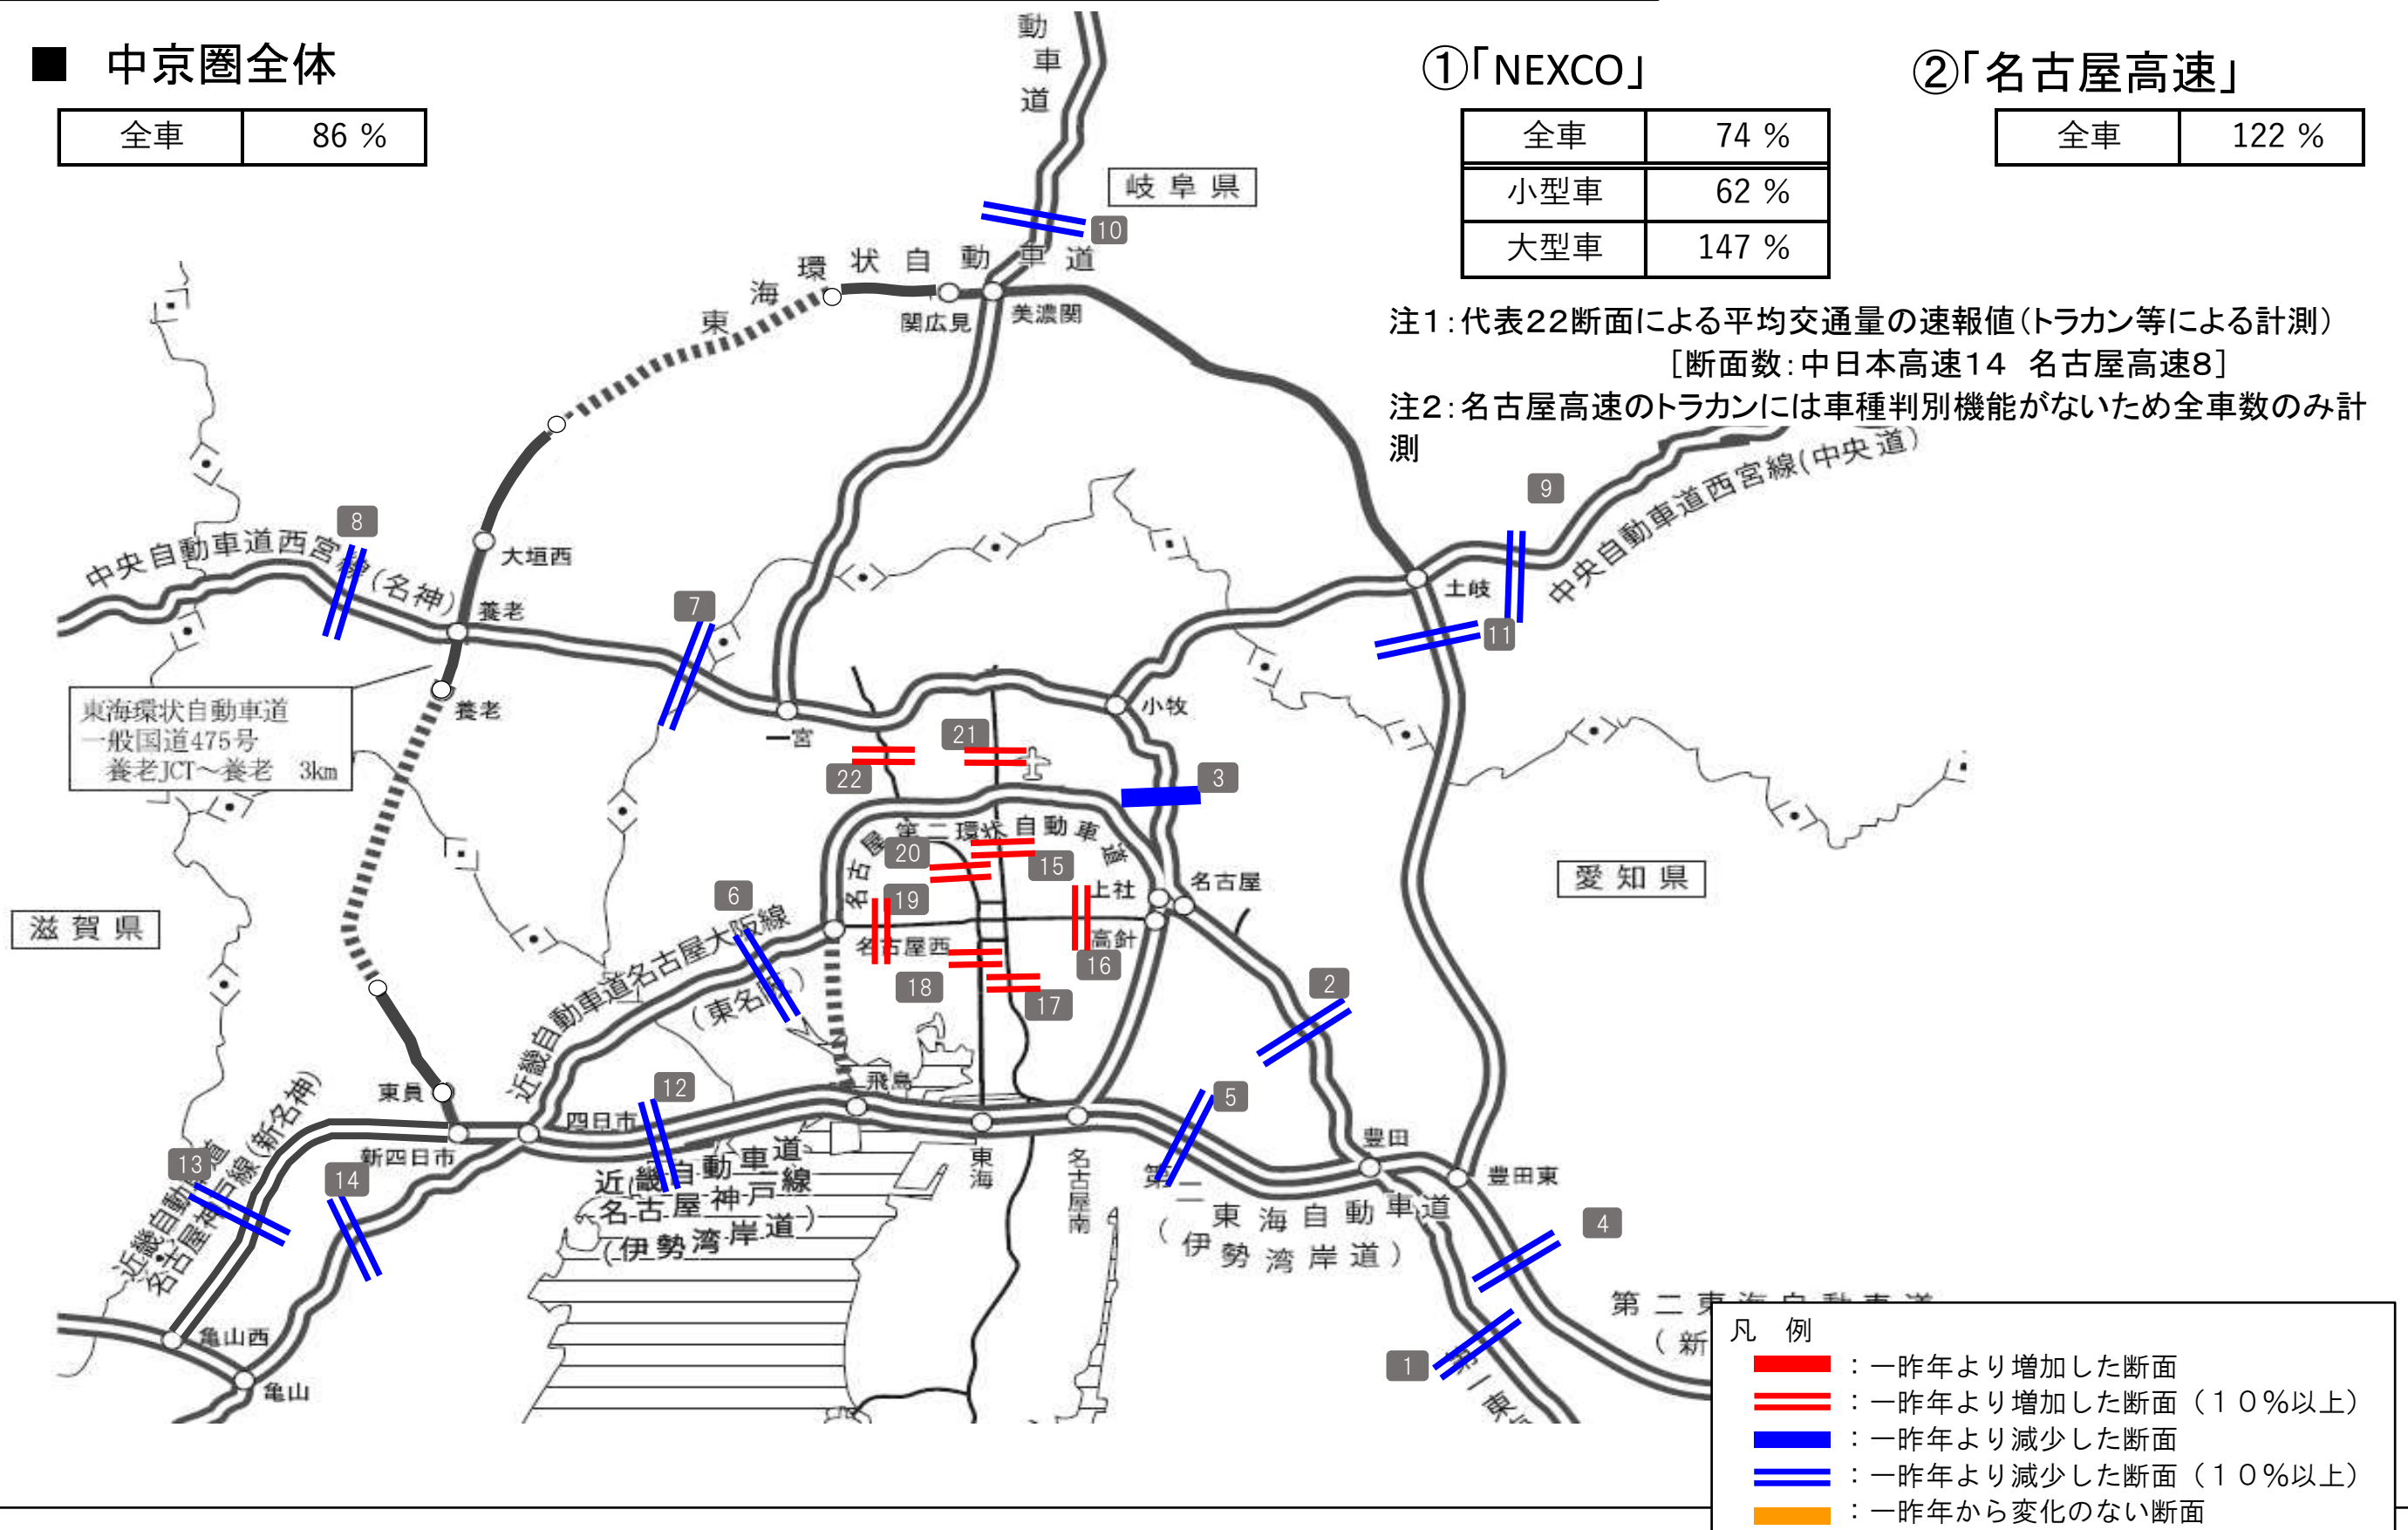 ■ 中京圏全体
全車 86 %
①「NEXCO」
全車 74 %
小型車 62 %
大型車 147 %
②「名古屋高速」
全車 122 %
注1：代表22断面による平均交通量の速報値（トラカン等による計測）
［断面数：中日本高速14 名古屋高速8］
注2：名古屋高速のトラカンには車種判別機能がないため全車数のみ計
測
動車道
岐阜県
10
東海環状自動車道
関広見
美濃関
9
中央自動車道西宮線(中央道)
8
中央自動車道西宮線(名神)
大垣西
養老
7
土岐
11
東海環状自動車道
一般国道475号
養老JCT～養老 3km
養老
一宮
小牧
21
22
3
名古屋第二環状自動車道
20
15
19
上社
名古屋
愛知県
滋賀県
6
近畿自動車道名古屋大阪線
(東名阪)
名古屋西
高針
16
18
17
2
飛島
東員
12
5
四日市
新四日市
近畿自動車道
名古屋神戸線(新名神)
13
14
近畿自動車道
名古屋神戸線
(伊勢湾岸道)
東海
名古屋南
豊田
豊田東
第二東海自動車道
(伊勢湾岸道)
4
亀山西
亀山
1
第二東海自動車道
(新
第一東
凡 例
：一昨年より増加した断面
：一昨年より増加した断面（１０％以上）
：一昨年より減少した断面
：一昨年より減少した断面（１０％以上）
：一昨年から変化のない断面